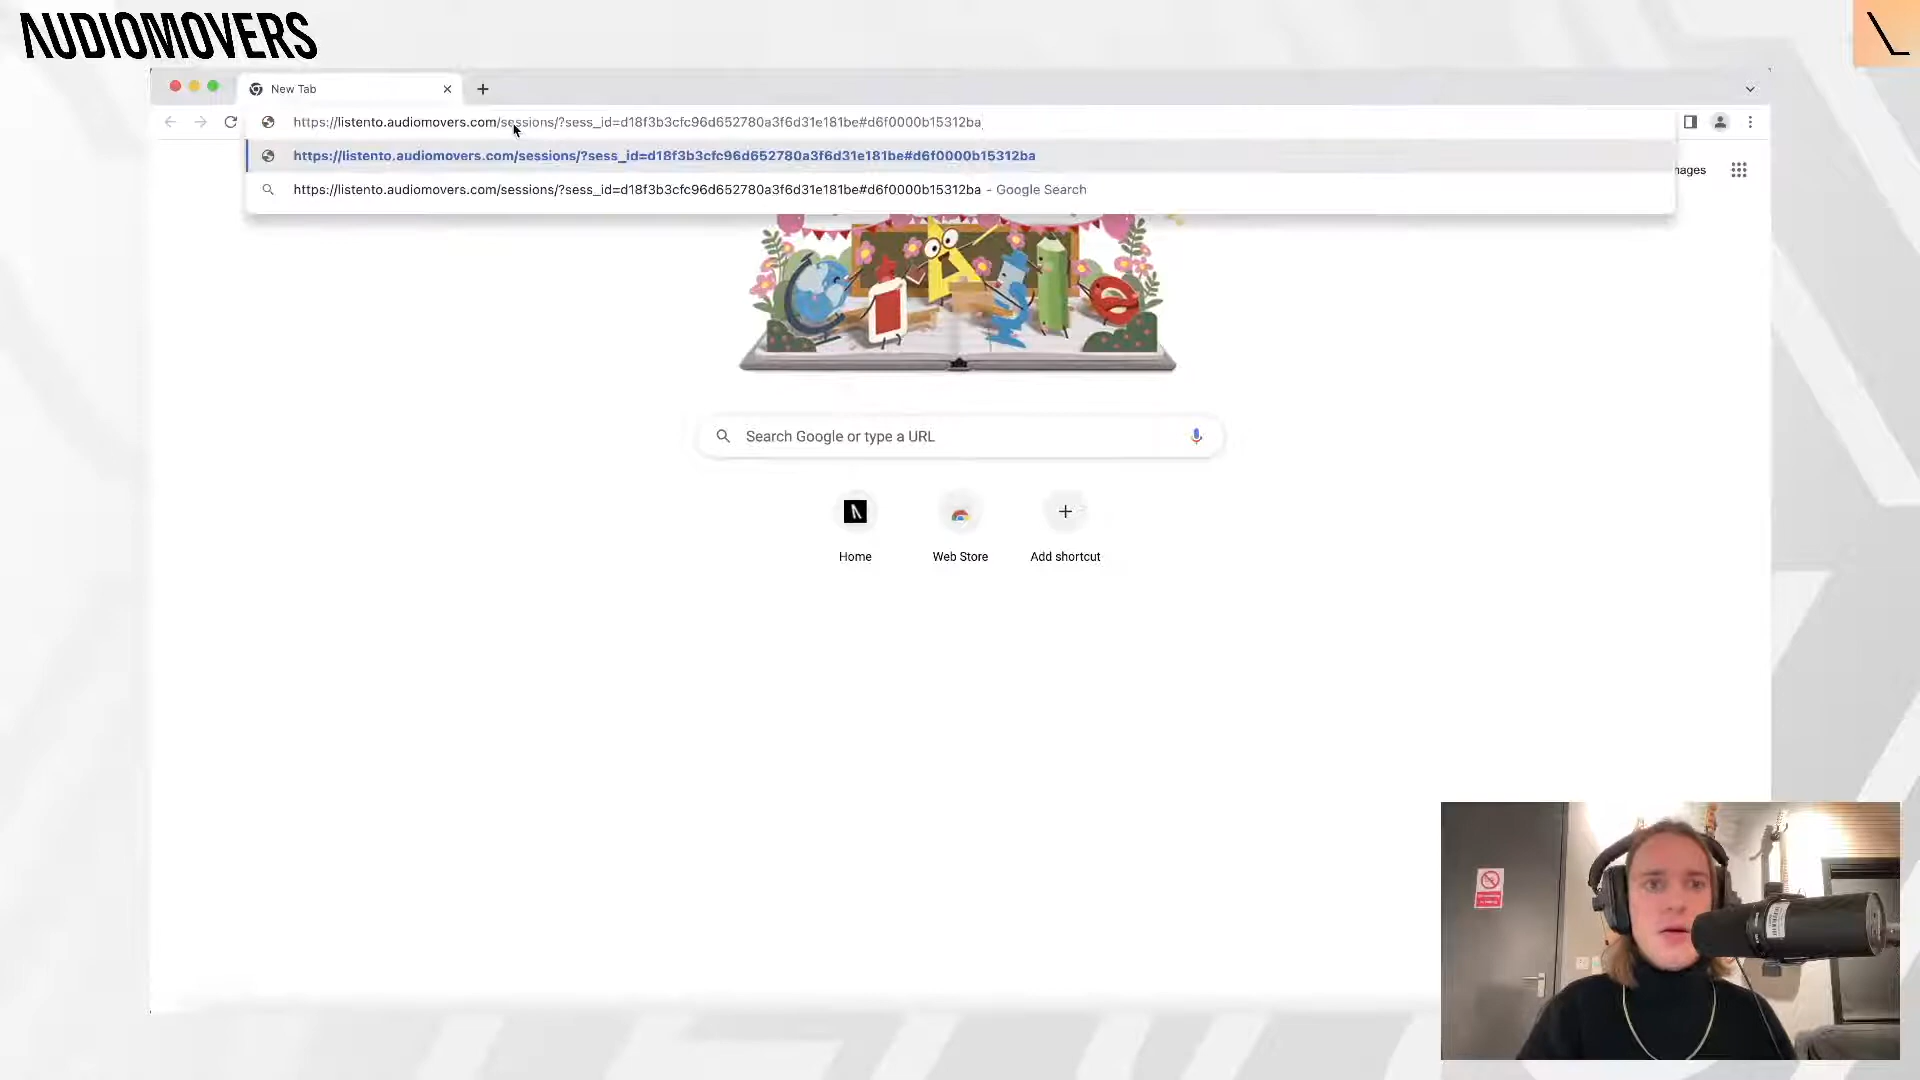 AUDIOMOVERS
New Tab
https://listento.audiomovers.com/sessions/?sess_id=d18f3b3cfc96d652780a3f6d31e181be#d6f0000b15312ba
https://listento.audiomovers.com/sessions/?sess_id=d18f3b3cfc96d652780a3f6d31e181be#d6f0000b15312ba
https://listento.audiomovers.com/sessions/?sess_id=d18f3b3cfc96d652780a3f6d31e181be#d6f0000b15312ba - Google Search
Search Google or type a URL
Home
Web Store
Add shortcut